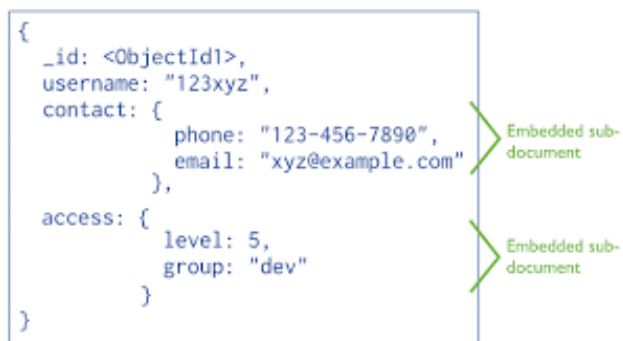 {
_id: <ObjectId1>,
username: "123xyz",
contact: {
phone: "123-456-7890",
email: "xyz@example.com"
},
Embedded sub-
document
access: {
level: 5,
group: "dev"
}
Embedded sub-
document
}